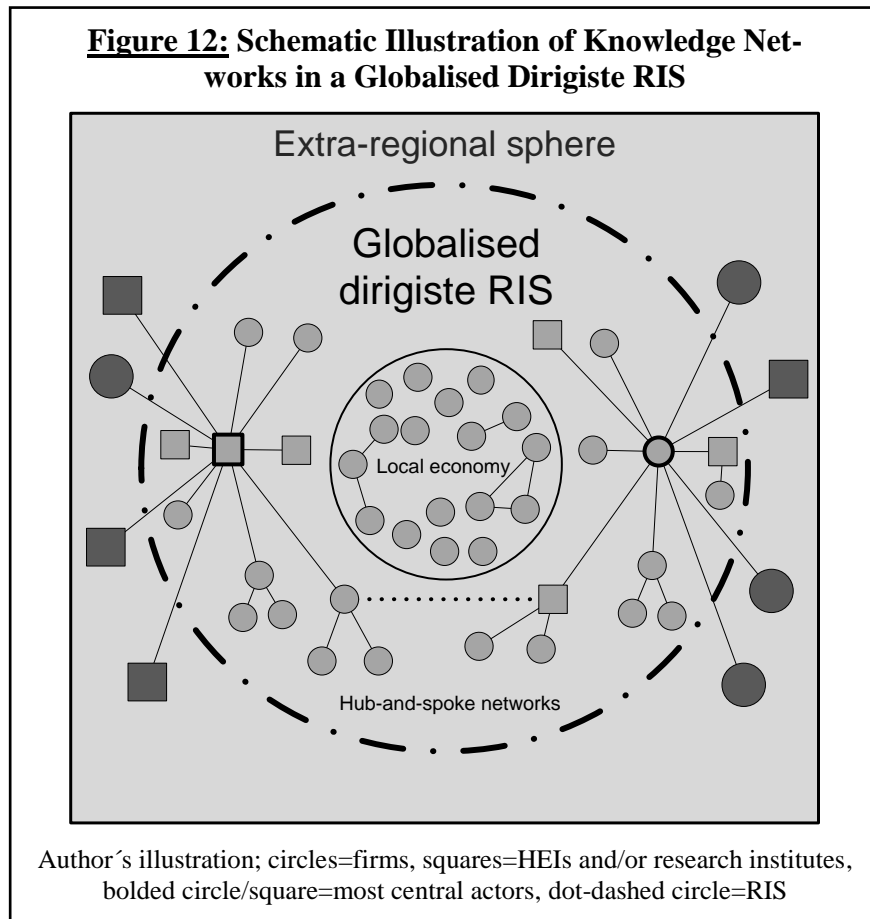 Figure 12: Schematic Illustration of Knowledge Net-
works in a Globalised Dirigiste RIS
Extra-regional sphere
Globalised
dirigiste RIS
Local economy
Hub-and-spoke networks
Author´s illustration; circles=firms, squares=HEIs and/or research institutes,
bolded circle/square=most central actors, dot-dashed circle=RIS